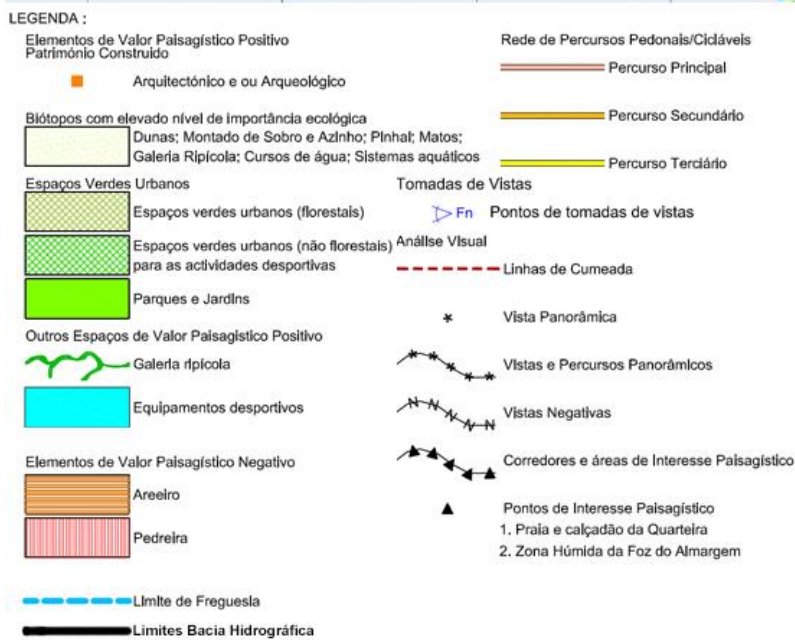 LEGENDA :
Elementos de Valor Paisagístico Positivo
Património Construido
Arquitectónico e ou Arqueológico
Biótopos com elevado nível de importância ecológica
Dunas; Montado de Sobro e Azinho; Pinhal; Matos;
Galeria Ripícola; Cursos de água; Sistemas aquáticos
Espaços Verdes Urbanos
Espaços verdes urbanos (florestais)
Espaços verdes urbanos (não florestais)
para as actividades desportivas
Parques e Jardins
Outros Espaços de Valor Paisagistico Positivo
Galeria ripícola
Equipamentos desportivos
Elementos de Valor Paisagístico Negativo
Areeiro
Pedreira
Limite de Freguesia
Limites Bacia Hidrográfica
Rede de Percursos Pedonais/Cicláveis
Percurso Principal
Percurso Secundário
Percurso Terciário
Tomadas de Vistas
Fn Pontos de tomadas de vistas
Análise Visual
Linhas de Cumeada
Vista Panorâmica
Vistas e Percursos Panorâmicos
Vistas Negativas
Corredores e áreas de Interesse Paisagístico
Pontos de Interesse Paisagístico
1. Praia e calçadão da Quarteira
2. Zona Húmida da Foz do Almargem